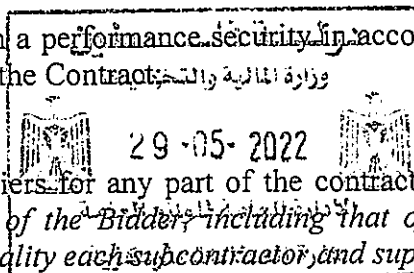 a performance security in acco
the Contract; وزارة المالية والتخ
29-05-2022
iers for any part of the contract
of the Bidder, including that o
ality each subcontractor, and sup